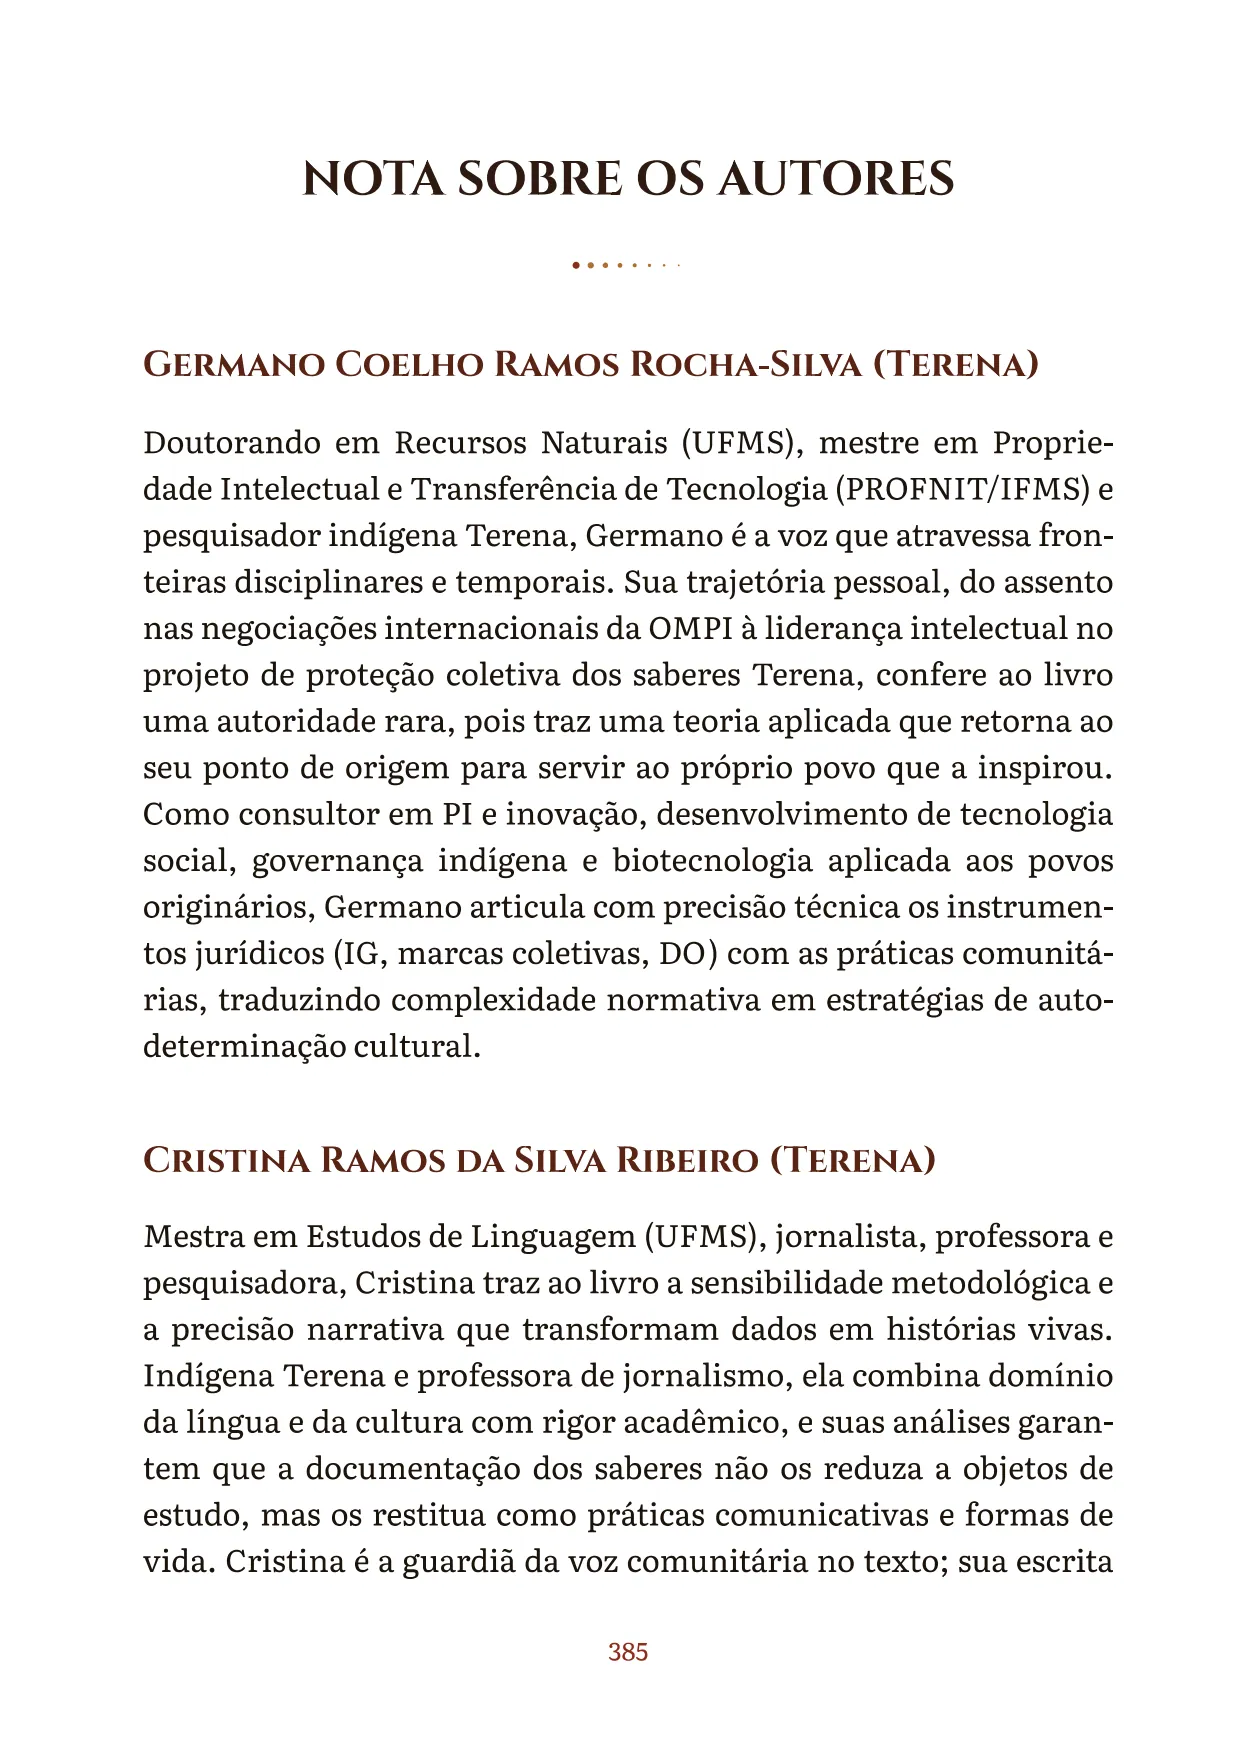 NOTA SOBRE OS AUTORES
Germano Coelho Ramos Rocha-Silva (Terena)
Doutorando em Recursos Naturais (UFMS), mestre em Proprie-
dade Intelectual e Transferência de Tecnologia (PROFNIT/IFMS) e
pesquisador indígena Terena, Germano é a voz que atravessa fron-
teiras disciplinares e temporais. Sua trajetória pessoal, do assento
nas negociações internacionais da OMPI à liderança intelectual no
projeto de proteção coletiva dos saberes Terena, confere ao livro
uma autoridade rara, pois traz uma teoria aplicada que retorna ao
seu ponto de origem para servir ao próprio povo que a inspirou.
Como consultor em PI e inovação, desenvolvimento de tecnologia
social, governança indígena e biotecnologia aplicada aos povos
originários, Germano articula com precisão técnica os instrumen-
tos jurídicos (IG, marcas coletivas, DO) com as práticas comunitá-
rias, traduzindo complexidade normativa em estratégias de auto-
determinação cultural.
Cristina Ramos da Silva Ribeiro (Terena)
Mestra em Estudos de Linguagem (UFMS), jornalista, professora e
pesquisadora, Cristina traz ao livro a sensibilidade metodológica e
a precisão narrativa que transformam dados em histórias vivas.
Indígena Terena e professora de jornalismo, ela combina domínio
da língua e da cultura com rigor acadêmico, e suas análises garan-
tem que a documentação dos saberes não os reduza a objetos de
estudo, mas os restitua como práticas comunicativas e formas de
vida. Cristina é a guardiã da voz comunitária no texto; sua escrita
385